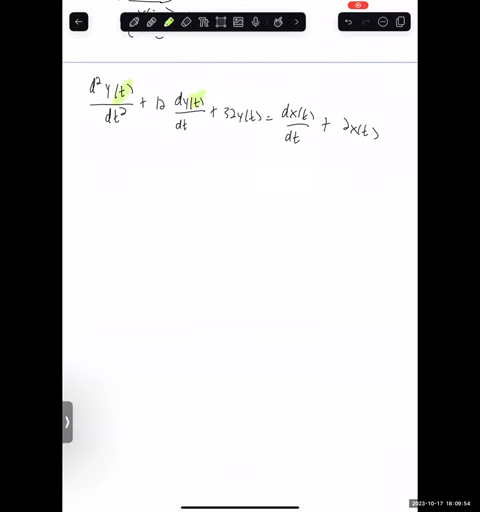 d²y(t)/dt² + 12 dy(t)/dt + 32y(t) = dx(t)/dt + 2x(t)
2023-10-17 18:09:54